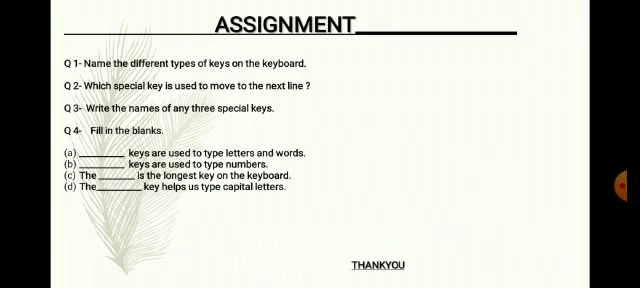 ASSIGNMENT
Q 1- Name the different types of keys on the keyboard.
Q 2- Which special key is used to move to the next line ?
Q 3- Write the names of any three special keys.
Q 4- Fill in the blanks.
(a) _________ keys are used to type letters and words.
(b) _________ keys are used to type numbers.
(c) The _______ is the longest key on the keyboard.
(d) The_________ key helps us type capital letters.
THANKYOU